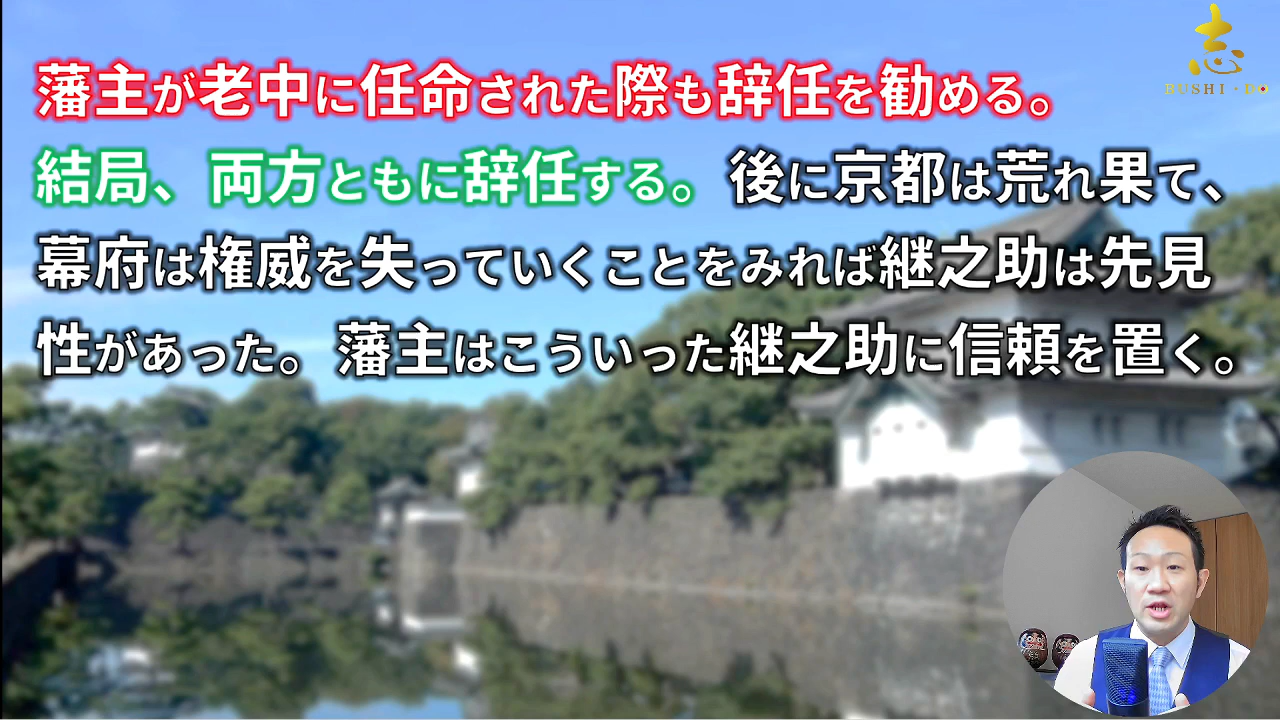 志
BUSHI・DO
藩主が老中に任命された際も辞任を勧める。
結局、両方ともに辞任する。後に京都は荒れ果て、
幕府は権威を失っていくことをみれば継之助は先見
性があった。藩主はこういった継之助に信頼を置く。